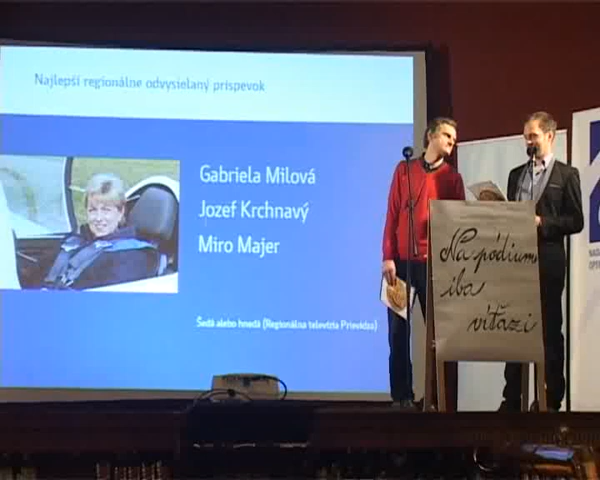 Najlepší regionálne odvysielaný príspevok
Gabriela Milová
Jozef Krchnavý
Miro Majer
Šedá alebo hnedá (Regionálna televízia Prievidza)
Na pódium
iba
víťazi